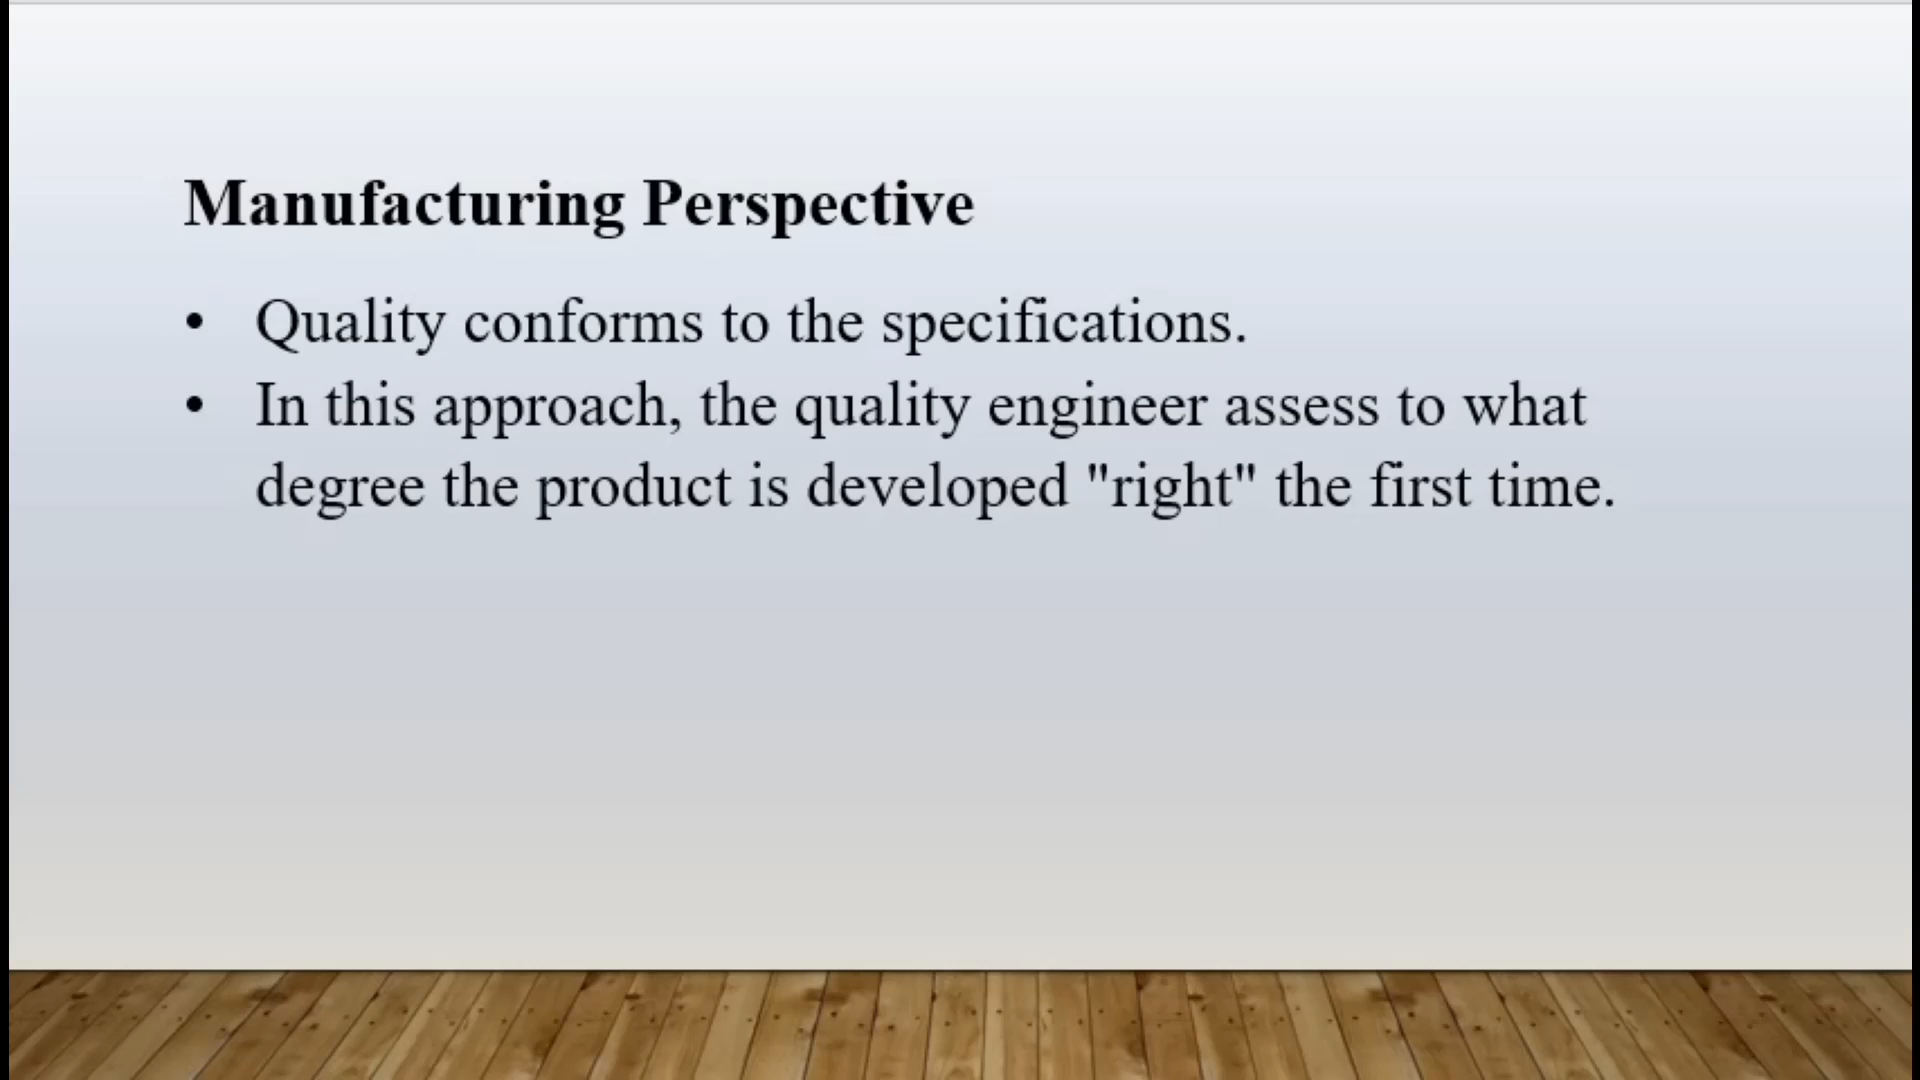 Manufacturing Perspective
• Quality conforms to the specifications.
• In this approach, the quality engineer assess to what
degree the product is developed "right" the first time.